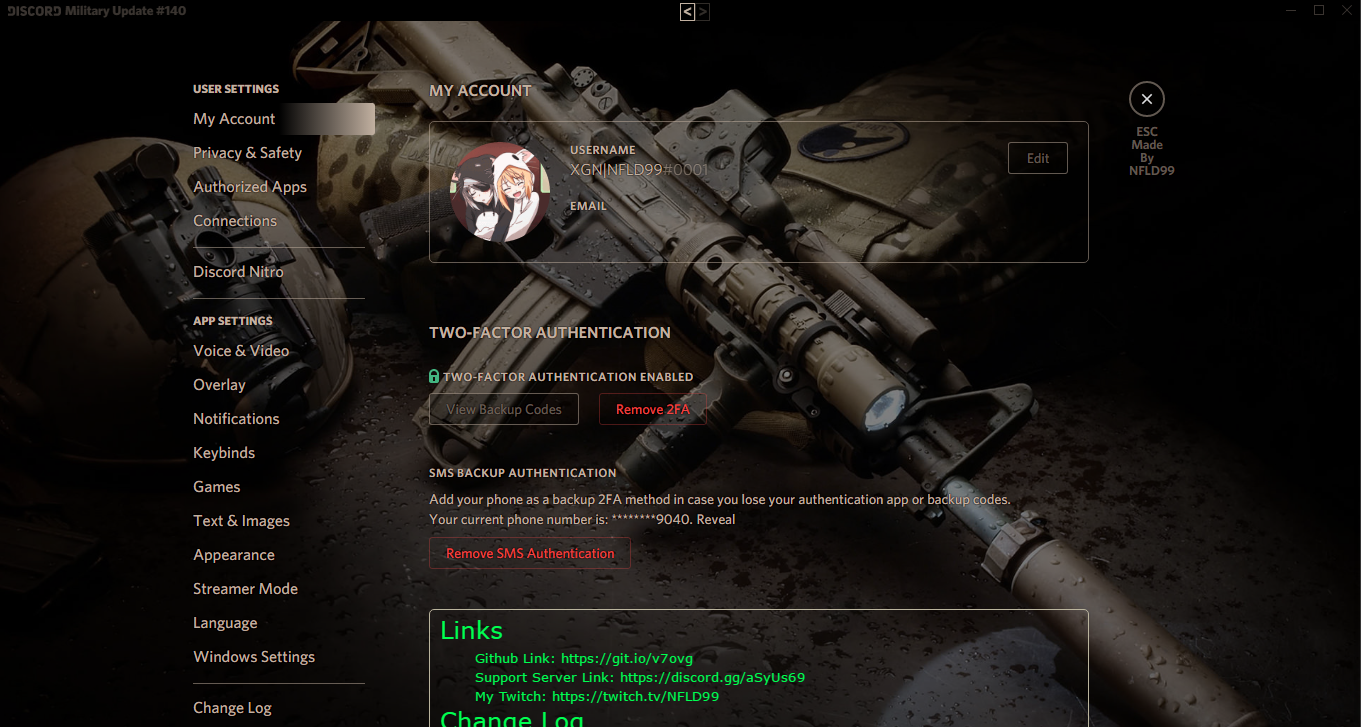 DISCORD Military Update #140
< >
USER SETTINGS
My Account
Privacy & Safety
Authorized Apps
Connections
Discord Nitro
APP SETTINGS
Voice & Video
Overlay
Notifications
Keybinds
Games
Text & Images
Appearance
Streamer Mode
Language
Windows Settings
Change Log
MY ACCOUNT
USERNAME
XGN|NFLD99#0001
EMAIL
Edit
TWO-FACTOR AUTHENTICATION
TWO-FACTOR AUTHENTICATION ENABLED
View Backup Codes
Remove 2FA
SMS BACKUP AUTHENTICATION
Add your phone as a backup 2FA method in case you lose your authentication app or backup codes.
Your current phone number is: ********9040. Reveal
Remove SMS Authentication
Links
Github Link: https://git.io/v7ovg
Support Server Link: https://discord.gg/aSyUs69
My Twitch: https://twitch.tv/NFLD99
Change Log
ESC
Made
By
NFLD99